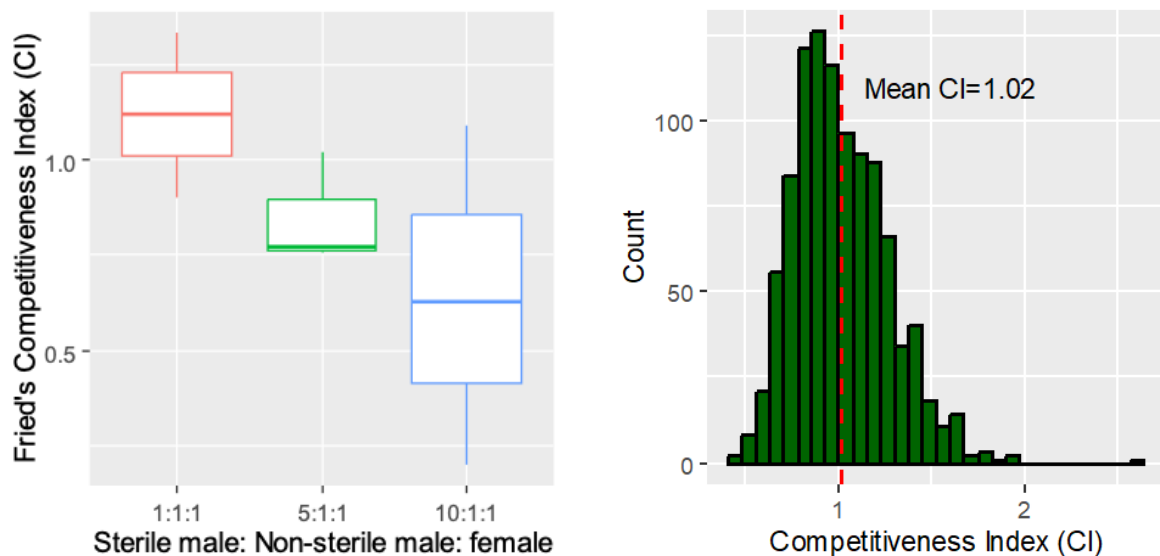 Fried's Competitiveness Index (CI)
1.0
0.5
1:1:1 5:1:1 10:1:1
Sterile male: Non-sterile male: female
Count
100
50
0
Mean CI=1.02
1 2
Competitiveness Index (CI)